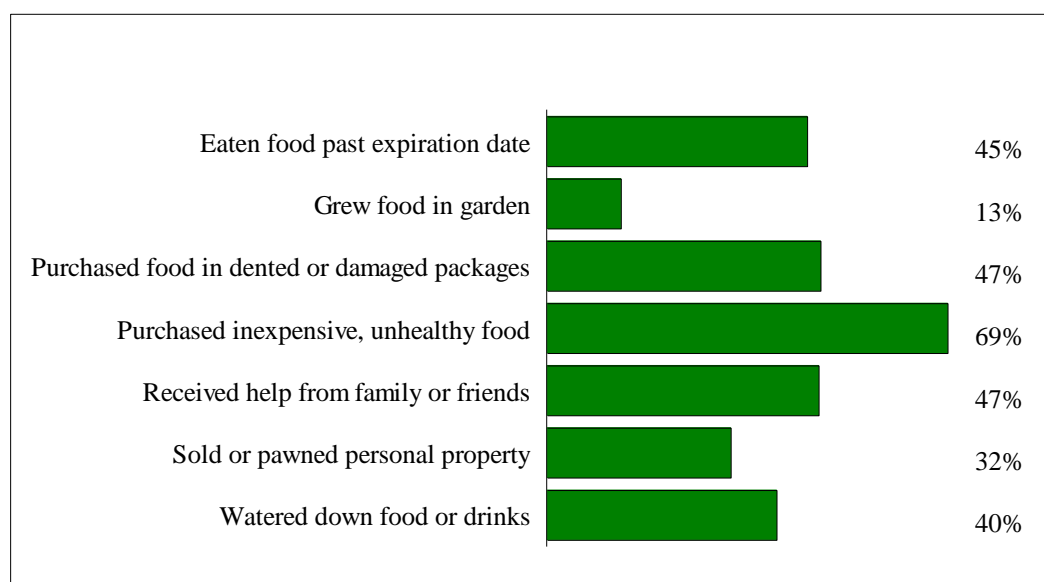 Eaten food past expiration date 45%
Grew food in garden 13%
Purchased food in dented or damaged packages 47%
Purchased inexpensive, unhealthy food 69%
Received help from family or friends 47%
Sold or pawned personal property 32%
Watered down food or drinks 40%